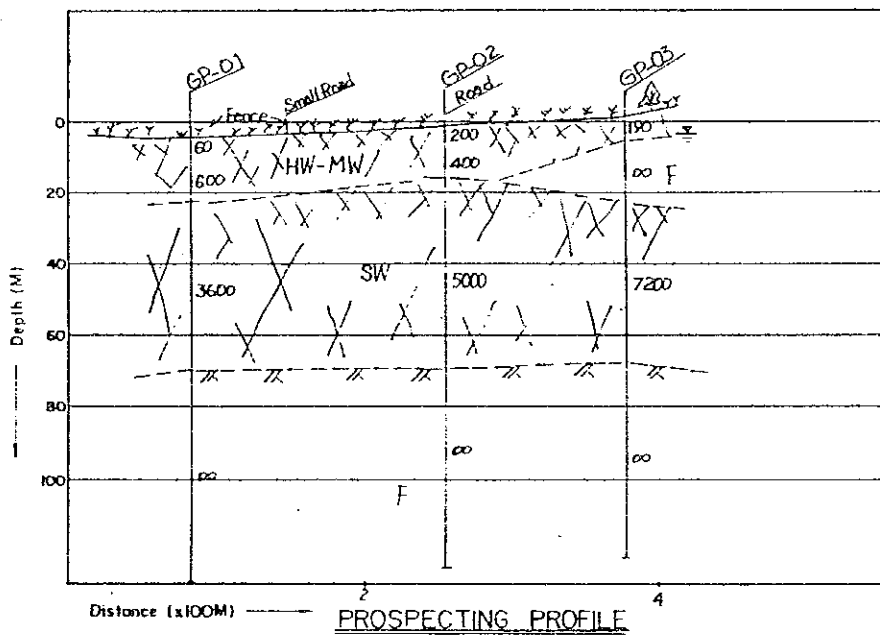 GP-01
GP-02
GP-03
Fence
Small Road
Road
0
60
200
190
HW-MW
600
400
∞
F
20
SW
40
3600
5000
7200
60
80
∞
∞
∞
100
F
Depth (M)
2
4
Distance (x100M)
PROSPECTING PROFILE